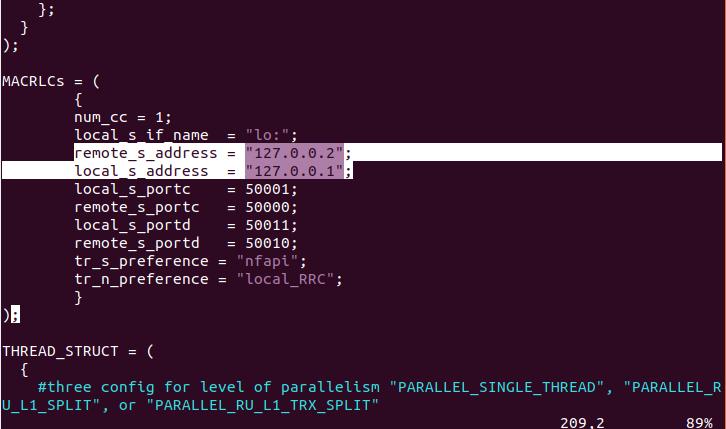 };
  }
);

MACRLCs = (
        {
        num_cc = 1;
        local_s_if_name  = "lo:";
        remote_s_address = "127.0.0.2";
        local_s_address  = "127.0.0.1";
        local_s_portc    = 50001;
        remote_s_portc   = 50000;
        local_s_portd    = 50011;
        remote_s_portd   = 50010;
        tr_s_preference = "nfapi";
        tr_n_preference = "local_RRC";
        }
);

THREAD_STRUCT = (
  {
    #three config for level of parallelism "PARALLEL_SINGLE_THREAD", "PARALLEL_R
U_L1_SPLIT", or "PARALLEL_RU_L1_TRX_SPLIT"
209,2 89%